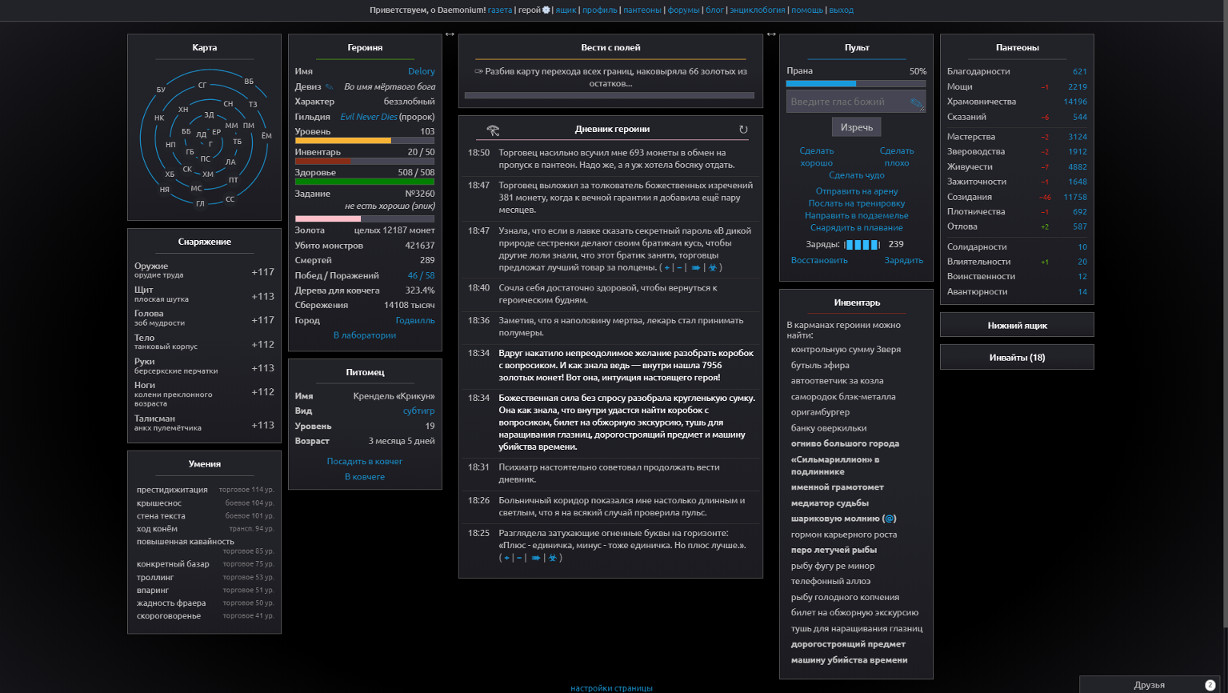 Приветствуем, о Daemonium! газета | герой | ящик | профиль | пантеоны | форумы | блог | энциклобогия | помощь | выход
Карта
ВБ
БУ
СГ
СН
ТЗ
ХН
ЗД
НК
ММ
ПМ
ББ
ЛД
ЕР
ЁМ
НП
Г
ТБ
ГБ
ПС
ЛА
СК
ХБ
ХМ
ПТ
НЯ
МС
СС
ГЛ
Снаряжение
Оружие
орудие труда
+117
Щит
плоская шутка
+113
Голова
зоб мудрости
+117
Тело
танковый корпус
+112
Руки
берсеркские перчатки
+113
Ноги
колени преклонного
возраста
+112
Талисман
анкх пулемётчика
+113
Умения
престидижитация торговое 114 ур.
крышеснос боевое 104 ур.
стена текста боевое 101 ур.
ход конём трансп. 94 ур.
повышенная кавайность
торговое 85 ур.
конкретный базар торговое 75 ур.
троллинг торговое 53 ур.
впаринг торговое 51 ур.
жадность фраера торговое 50 ур.
скороговоренье торговое 41 ур.
Героиня
Имя Delory
Девиз Во имя мёртвого бога
Характер беззлобный
Гильдия Evil Never Dies (пророк)
Уровень 103
Инвентарь 20 / 50
Здоровье 508 / 508
Задание №3260
не есть хорошо (эпик)
Золота целых 12187 монет
Убито монстров 421637
Смертей 289
Побед / Поражений 46 / 58
Дерева для ковчега 323.4%
Сбережения 14108 тысяч
Город Годвилль
В лаборатории
Питомец
Имя Крендель «Крикун»
Вид субтигр
Уровень 19
Возраст 3 месяца 5 дней
Посадить в ковчег
В ковчеге
Вести с полей
Разбив карту перехода всех границ, наковыряла 66 золотых из
остатков...
Дневник героини
18:50 Торговец насильно всучил мне 693 монеты в обмен на
пропуск в пантеон. Надо же, а я уж хотела босяку отдать.
18:47 Торговец выложил за толкователь божественных изречений
381 монету, когда к вечной гарантии я добавила ещё пару
месяцев.
18:47 Узнала, что если в лавке сказать секретный пароль «В дикой
природе сестренки делают своим братикам кусь, чтобы
другие лоли знали, что этот братик занят», торговцы
предложат лучший товар за полцены. ( + | − | ➠ | ☣ )
18:40 Сочла себя достаточно здоровой, чтобы вернуться к
героическим будням.
18:36 Заметив, что я наполовину мертва, лекарь стал принимать
полумеры.
18:34 Вдруг накатило непреодолимое желание разобрать коробок
с вопросиком. И как знала ведь — внутри нашла 7956
золотых монет! Вот она, интуиция настоящего героя!
18:34 Божественная сила без спросу разобрала кругленькую сумку.
Она как знала, что внутри удастся найти коробок с
вопросиком, билет на обжорную экскурсию, тушь для
наращивания глазниц, дорогостроящий предмет и машину
убийства времени.
18:31 Психиатр настоятельно советовал продолжать вести
дневник.
18:26 Больничный коридор показался мне настолько длинным и
светлым, что я на всякий случай проверила пульс.
18:25 Разглядела затухающие огненные буквы на горизонте:
«Плюс - единичка, минус - тоже единичка. Но плюс лучше.».
( + | − | ➠ | ☣ )
Пульт
Прана 50%
Введите глас божий
Изречь
Сделать
хорошо
Сделать
плохо
Сделать чудо
Отправить на арену
Послать на тренировку
Направить в подземелье
Снарядить в плавание
Заряды: 239
Восстановить Зарядить
Инвентарь
В карманах героини можно
найти:
контрольную сумму Зверя
бутыль эфира
автоответчик за козла
самородок блэк-металла
оригамбургер
банку оверкильки
огниво большого города
«Сильмариллион» в
подлиннике
именной грамотомет
медиатор судьбы
шариковую молнию (@)
гормон карьерного роста
перо летучей рыбы
рыбу фугу ре минор
телефонный аллоэ
рыбу голодного копчения
билет на обжорную экскурсию
тушь для наращивания глазниц
дорогостроящий предмет
машину убийства времени
Пантеоны
Благодарности 621
Мощи −1 2219
Храмовничества 14196
Сказаний −6 544
Мастерства −2 3124
Звероводства −2 1912
Живучести −1 4882
Зажиточности −1 1648
Созидания −46 11758
Плотничества −1 692
Отлова +2 587
Солидарности 10
Влиятельности +1 20
Воинственности 12
Авантюрности 14
Нижний ящик
Инвайты (18)
настройки страницы
Друзья 2